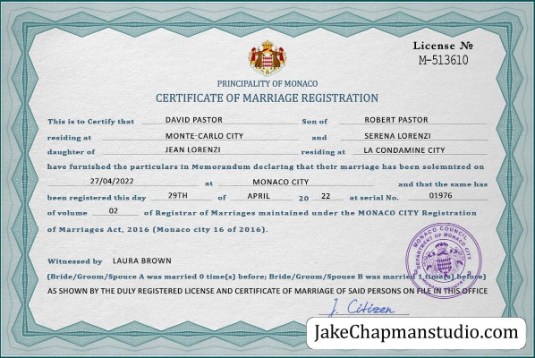 License №
M-513610
PRINCIPALITY OF MONACO
CERTIFICATE OF MARRIAGE REGISTRATION
This is to Certify that DAVID PASTOR Son of ROBERT PASTOR
residing at MONTE-CARLO CITY and SERENA LORENZI
daughter of JEAN LORENZI residing at LA CONDAMINE CITY
have furnished the particulars in Memorandum declaring that their marriage has been solemnized on
27/04/2022 at MONACO CITY and that the same has
been registered this day 29TH of APRIL 20 22 at serial No. 01976
of volume 02 of Registrar of Marriages maintained under the MONACO CITY Registration
of Marriages Act, 2016 (Monaco city 16 of 2016).
MONACO COUNCIL
DEPARTMENT OF MONACO CITY
Witnessed by LAURA BROWN
(Bride/Groom/Spouce A was married 0 time(s) before; Bride/Groom/Spouse B was married 1 time(s) before)
AS SHOWN BY THE DULY REGISTERED LICENSE AND CERTIFICATE OF MARRIAGE OF SAID PERSONS ON FILE IN THIS OFFICE
J. Citizen
JakeChapmanstudio.com